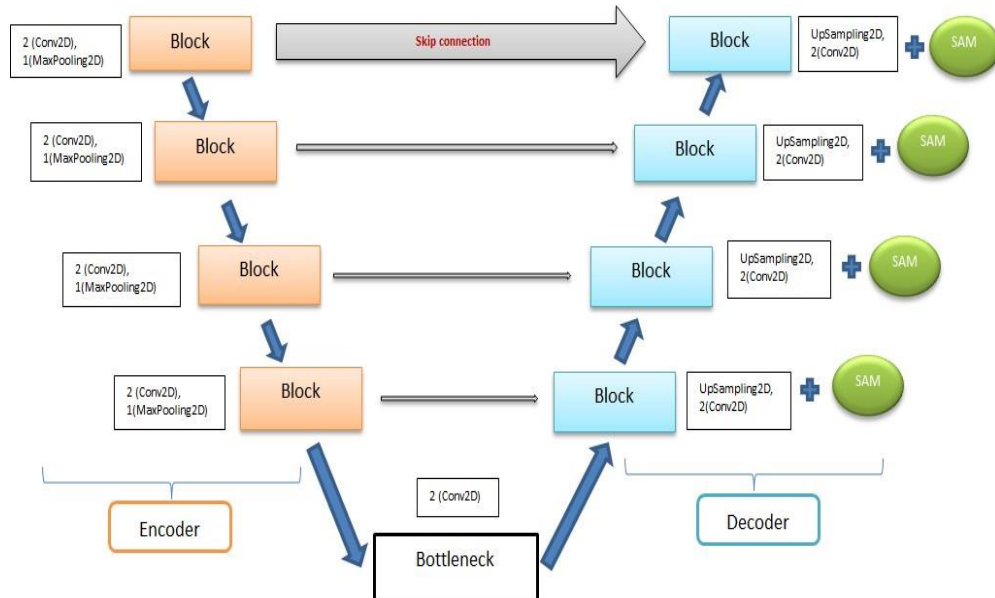 2 (Conv2D),
1(MaxPooling2D)
Block
Skip connection
Block
UpSampling2D,
2(Conv2D)
SAM
2 (Conv2D),
1(MaxPooling2D)
Block
Block
UpSampling2D,
2(Conv2D)
SAM
2 (Conv2D),
1(MaxPooling2D)
Block
Block
UpSampling2D,
2(Conv2D)
SAM
2 (Conv2D),
1(MaxPooling2D)
Block
Block
UpSampling2D,
2(Conv2D)
SAM
Encoder
2 (Conv2D)
Bottleneck
Decoder